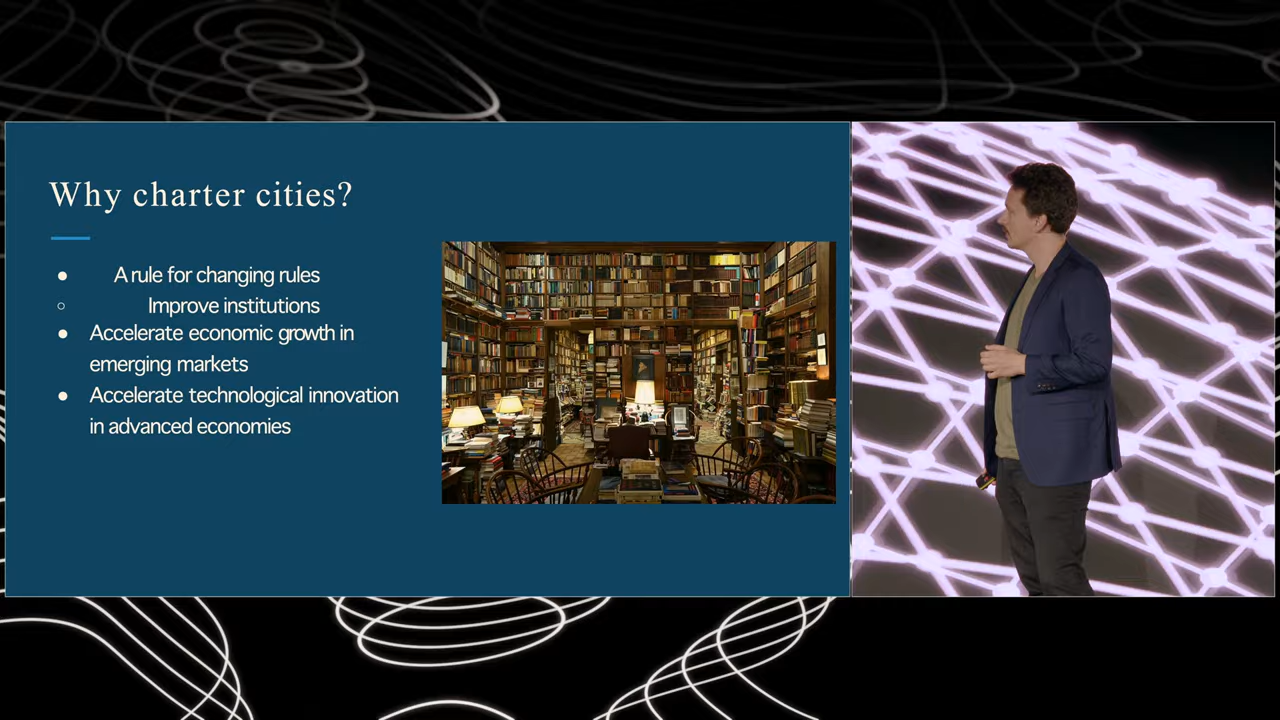 Why charter cities?
● A rule for changing rules
○ Improve institutions
● Accelerate economic growth in
emerging markets
● Accelerate technological innovation
in advanced economies